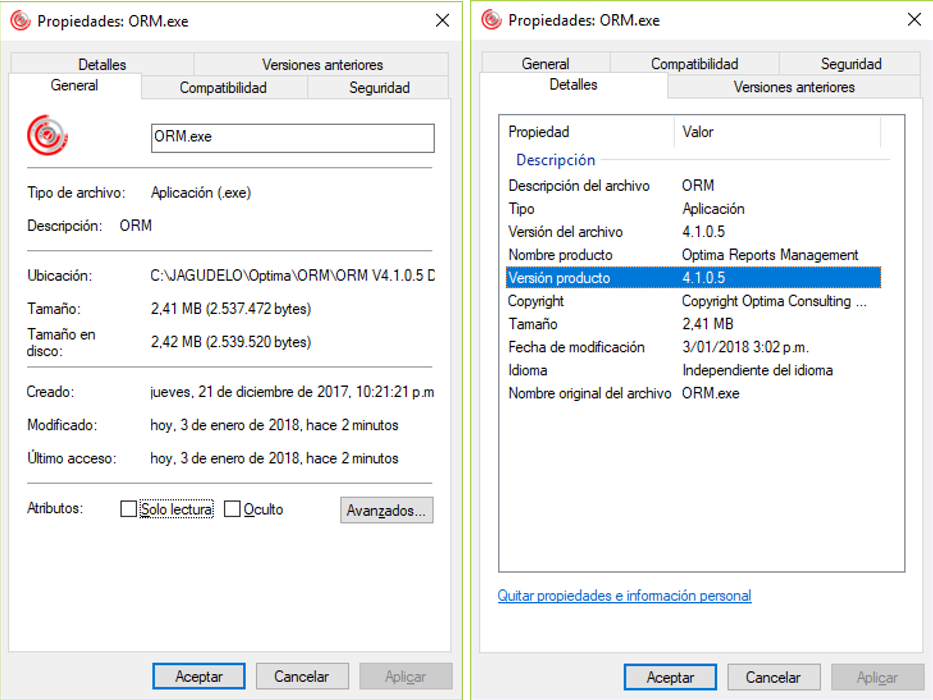 Propiedades: ORM.exe
Detalles
Versiones anteriores
General
Compatibilidad
Seguridad
ORM.exe
Tipo de archivo: Aplicación (.exe)
Descripción: ORM
Ubicación: C:\JAGUDELO\Optima\ORM\ORM V4.1.0.5 D
Tamaño: 2,41 MB (2.537.472 bytes)
Tamaño en
disco: 2,42 MB (2.539.520 bytes)
Creado: jueves, 21 de diciembre de 2017, 10:21:21 p.m
Modificado: hoy, 3 de enero de 2018, hace 2 minutos
Último acceso: hoy, 3 de enero de 2018, hace 2 minutos
Atributos: Solo lectura Oculto Avanzados...
Aceptar Cancelar Aplicar
Propiedades: ORM.exe
General
Compatibilidad
Seguridad
Detalles
Versiones anteriores
Propiedad Valor
Descripción
Descripción del archivo ORM
Tipo Aplicación
Versión del archivo 4.1.0.5
Nombre producto Optima Reports Management
Versión producto 4.1.0.5
Copyright Copyright Optima Consulting ...
Tamaño 2,41 MB
Fecha de modificación 3/01/2018 3:02 p.m.
Idioma Independiente del idioma
Nombre original del archivo ORM.exe
Quitar propiedades e información personal
Aceptar Cancelar Aplicar